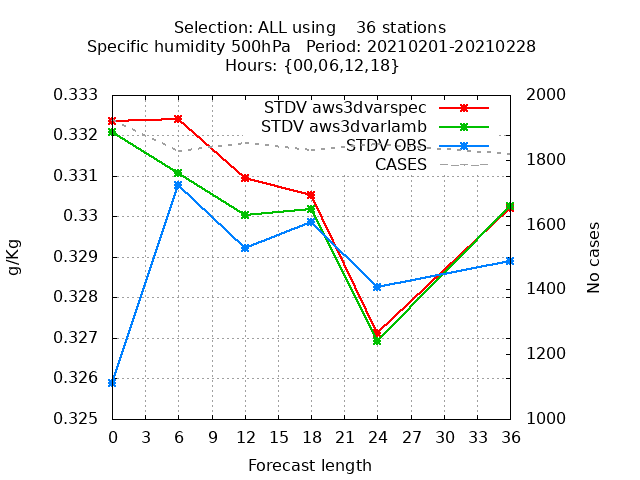 Selection: ALL using    36 stations
Specific humidity 500hPa   Period: 20210201-20210228
Hours: {00,06,12,18}
0.333
0.332
0.331
0.33
0.329
0.328
0.327
0.326
0.325
g/Kg
STDV aws3dvarspec
STDV aws3dvarlamb
STDV OBS
CASES
2000
1800
1600
1400
1200
1000
No cases
0 3 6 9 12 15 18 21 24 27 30 33 36
Forecast length